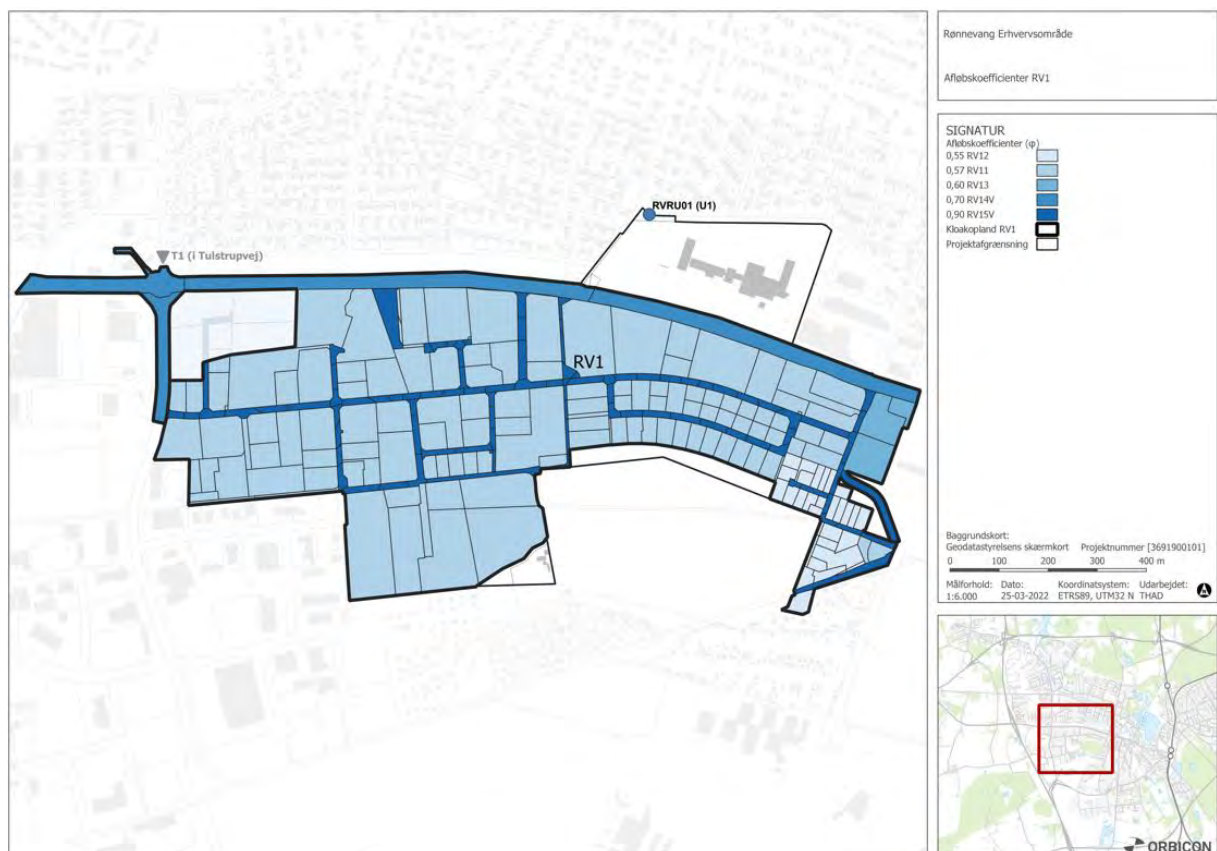 Rønnevang Erhvervsområde
Afløbskoefficienter RV1
SIGNATUR
Afløbskoefficienter (φ)
0,55 RV12
0,57 RV11
0,60 RV13
0,70 RV14V
0,90 RV15V
Kloakopland RV1
Projektafgrænsning
RVRU01 (U1)
T1 (i Tulstrupvej)
RV1
Baggrundskort:
Geodatastyrelsens skærmkort Projektnummer [3691900101]
0 100 200 300 400 m
Målforhold: Dato: Koordinatsystem: Udarbejdet:
1:6.000 25-03-2022 ETRS89, UTM32 N THAD
ORBICON